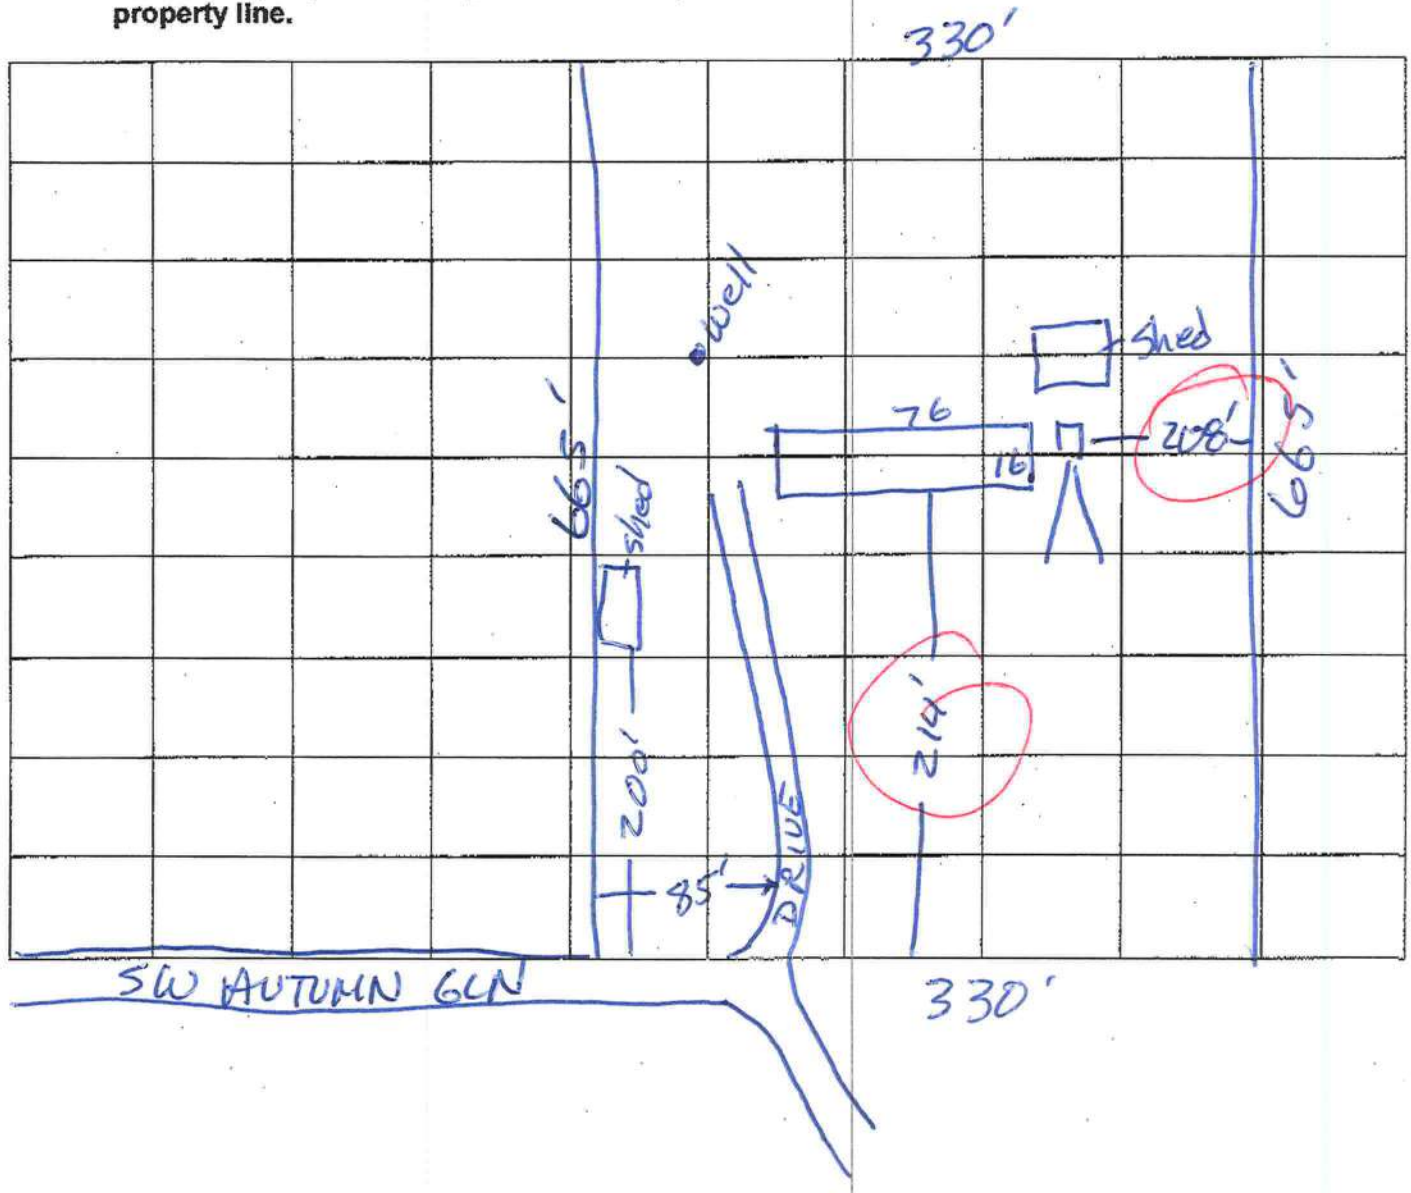 property line.
330'
well
shed
76
208'
665'
665'
16
shed
214'
200'
DRIVE
85'
SW AUTUMN GLN
330'